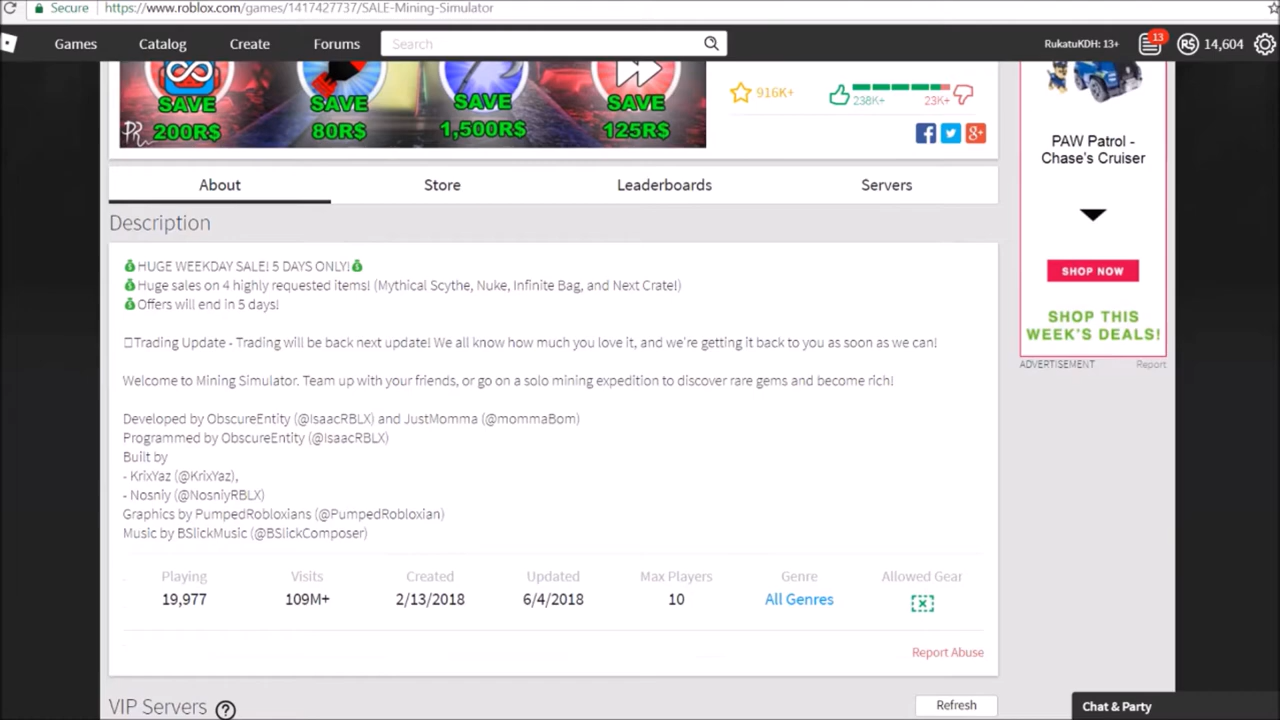 Secure https://www.roblox.com/games/1417427737/SALE-Mining-Simulator
Games Catalog Create Forums Search RukatuKDH: 13+ 13 R$ 14,604
SAVE SAVE SAVE SAVE
200R$ 80R$ 1,500R$ 125R$
916K+ 238K+ 23K+
PAW Patrol -
Chase's Cruiser
SHOP NOW
SHOP THIS
WEEK'S DEALS!
ADVERTISEMENT Report
About Store Leaderboards Servers
Description
HUGE WEEKDAY SALE! 5 DAYS ONLY!
Huge sales on 4 highly requested items! (Mythical Scythe, Nuke, Infinite Bag, and Next Crate!)
Offers will end in 5 days!
Trading Update - Trading will be back next update! We all know how much you love it, and we're getting it back to you as soon as we can!
Welcome to Mining Simulator. Team up with your friends, or go on a solo mining expedition to discover rare gems and become rich!
Developed by ObscureEntity (@IsaacRBLX) and JustMomma (@mommaBom)
Programmed by ObscureEntity (@IsaacRBLX)
Built by
- KrixYaz (@KrixYaz),
- Nosniy (@NosniyRBLX)
Graphics by PumpedRobloxians (@PumpedRobloxian)
Music by BSlickMusic (@BSlickComposer)
Playing Visits Created Updated Max Players Genre Allowed Gear
19,977 109M+ 2/13/2018 6/4/2018 10 All Genres
Report Abuse
VIP Servers ? Refresh
Chat & Party